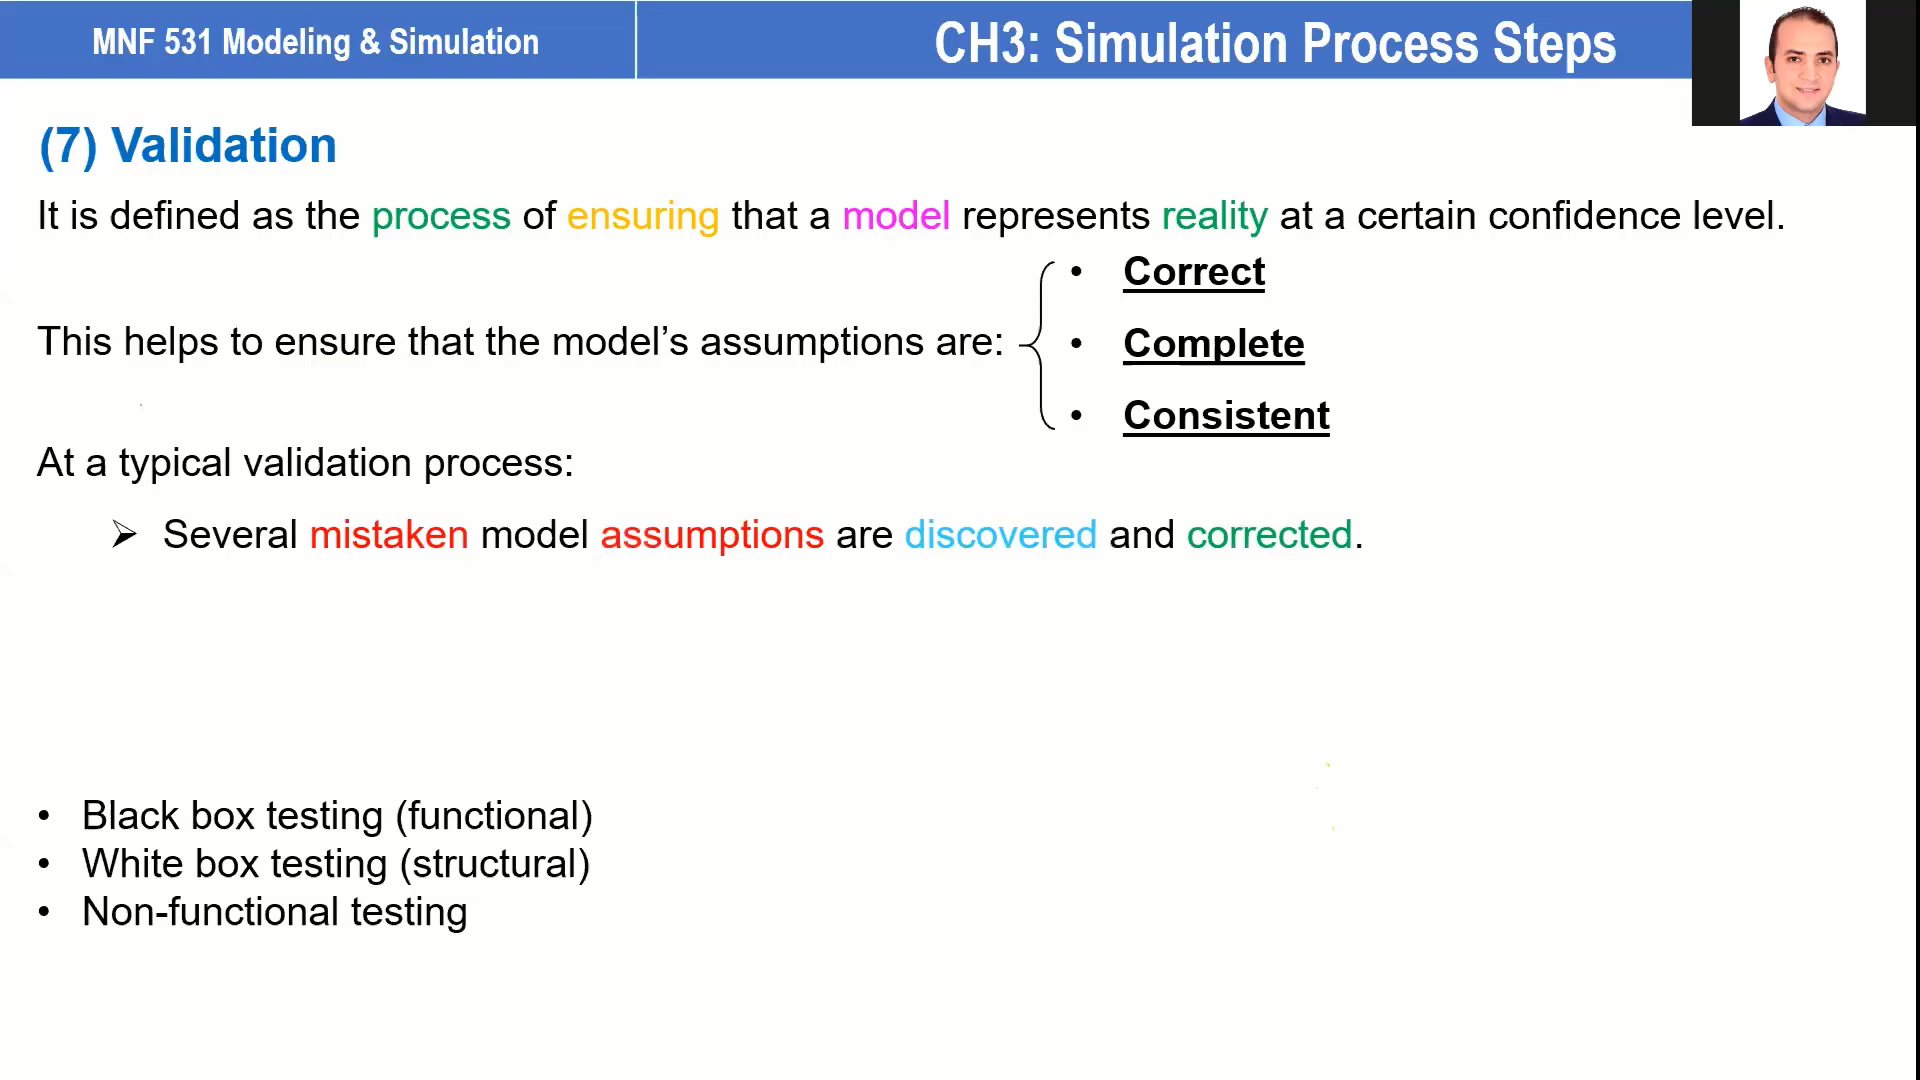 MNF 531 Modeling & Simulation
CH3: Simulation Process Steps
(7) Validation
It is defined as the process of ensuring that a model represents reality at a certain confidence level.
This helps to ensure that the model’s assumptions are:
• Correct
• Complete
• Consistent
At a typical validation process:
➢ Several mistaken model assumptions are discovered and corrected.
• Black box testing (functional)
• White box testing (structural)
• Non-functional testing